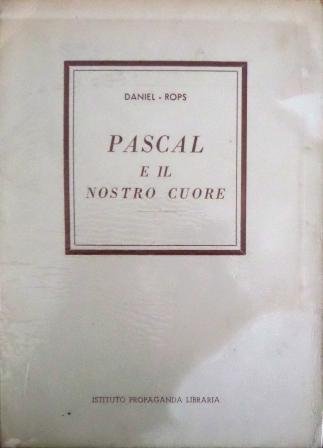 DANIEL - ROPS
PASCAL
E IL
NOSTRO CUORE
ISTITUTO PROPAGANDA LIBRARIA